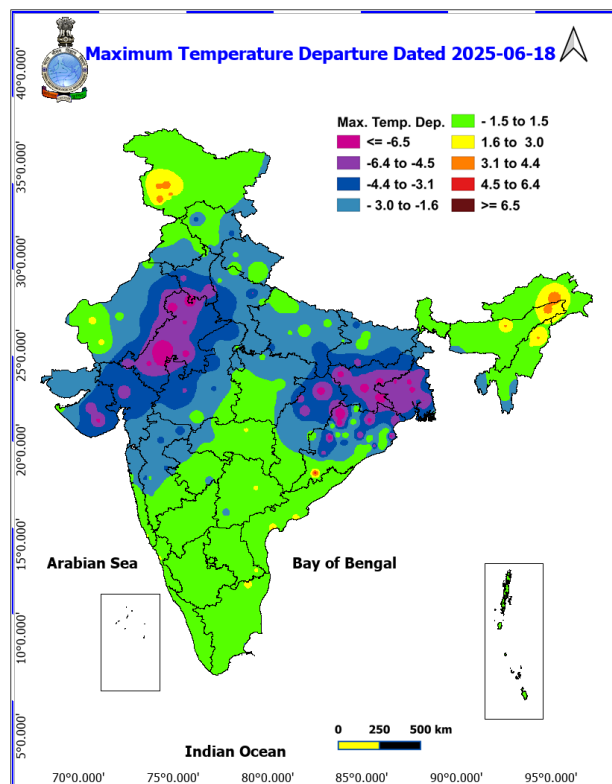 Maximum Temperature Departure Dated 2025-06-18
Max. Temp. Dep.
<= -6.5
-6.4 to -4.5
-4.4 to -3.1
- 3.0 to -1.6
- 1.5 to 1.5
1.6 to 3.0
3.1 to 4.4
4.5 to 6.4
>= 6.5
40°0.000'
35°0.000'
30°0.000'
25°0.000'
20°0.000'
15°0.000'
10°0.000'
5°0.000'
Arabian Sea
Bay of Bengal
Indian Ocean
0 250 500 km
70°0.000' 75°0.000' 80°0.000' 85°0.000' 90°0.000' 95°0.000'